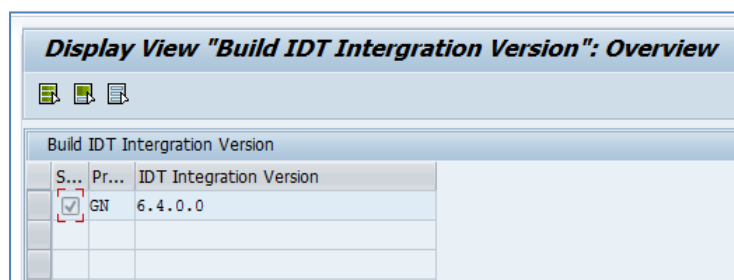 Display View "Build IDT Intergration Version": Overview
Build IDT Intergration Version
S... Pr... IDT Integration Version
GN 6.4.0.0